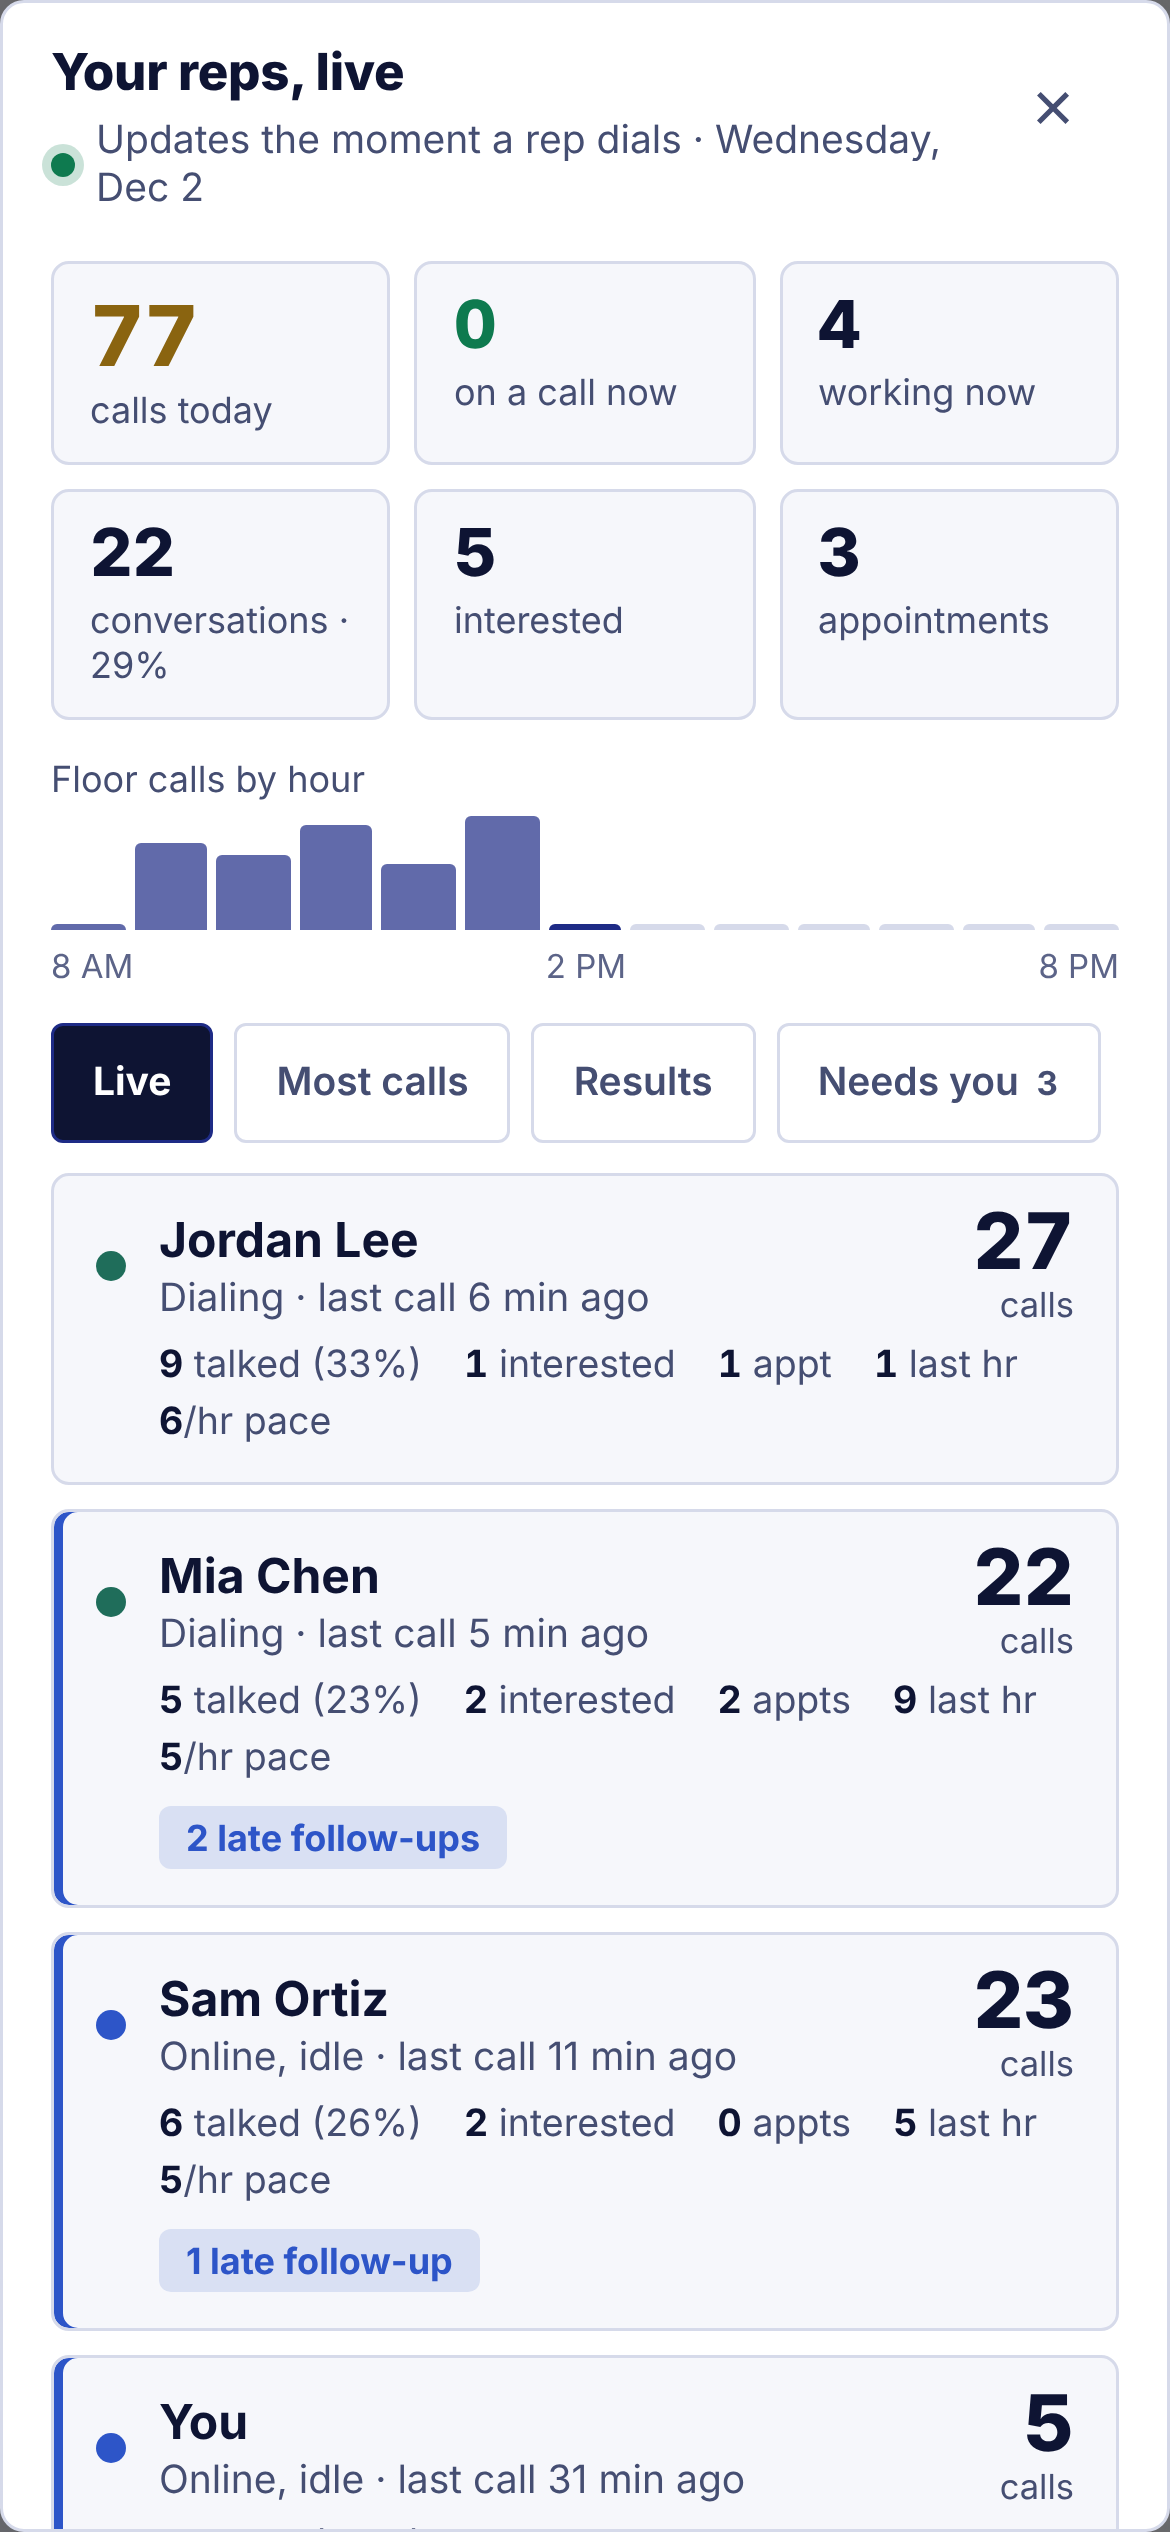 Your reps, live
Updates the moment a rep dials · Wednesday,
Dec 2
77
calls today
0
on a call now
4
working now
22
conversations ·
29%
5
interested
3
appointments
Floor calls by hour
8 AM 2 PM 8 PM
Live Most calls Results Needs you 3
Jordan Lee
Dialing · last call 6 min ago
27
calls
9 talked (33%) 1 interested 1 appt 1 last hr
6/hr pace
Mia Chen
Dialing · last call 5 min ago
22
calls
5 talked (23%) 2 interested 2 appts 9 last hr
5/hr pace
2 late follow-ups
Sam Ortiz
Online, idle · last call 11 min ago
23
calls
6 talked (26%) 2 interested 0 appts 5 last hr
5/hr pace
1 late follow-up
You
Online, idle · last call 31 min ago
5
calls